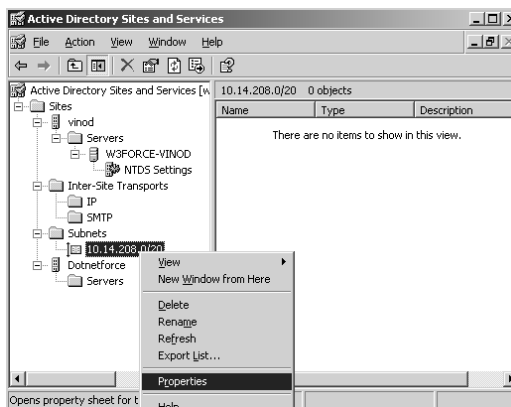 Active Directory Sites and Services
File Action View Window Help
Active Directory Sites and Services [w
Sites
vinod
Servers
W3FORCE-VINOD
NTDS Settings
Inter-Site Transports
IP
SMTP
Subnets
10.14.208.0/20
Dotnetforce
Servers
10.14.208.0/20 0 objects
Name Type Description
There are no items to show in this view.
View
New Window from Here
Delete
Rename
Refresh
Export List...
Properties
Help
Opens property sheet for t